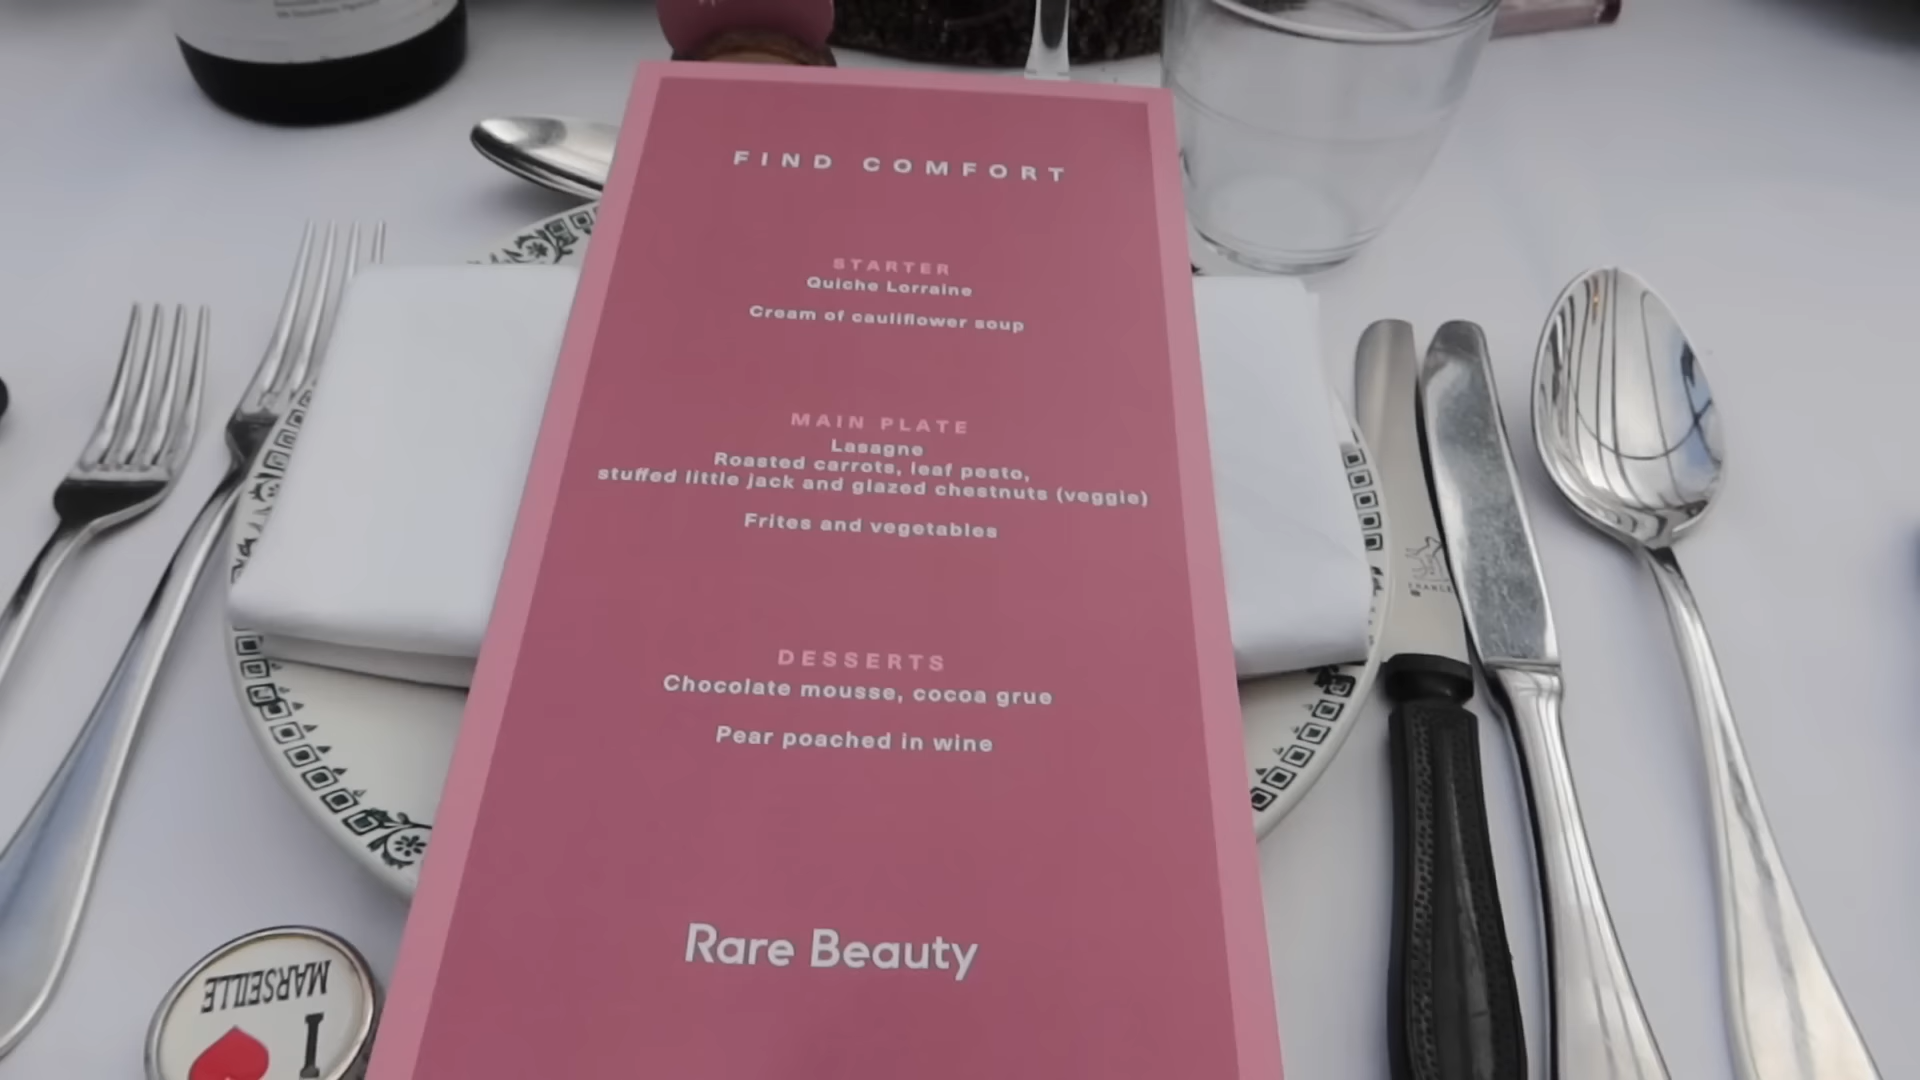 FIND COMFORT
STARTER
Quiche Lorraine
Cream of cauliflower soup
MAIN PLATE
Lasagne
Roasted carrots, leaf pesto,
stuffed little jack and glazed chestnuts (veggie)
Frites and vegetables
DESSERTS
Chocolate mousse, cocoa grue
Pear poached in wine
Rare Beauty
I
MARSEILLE
FRANCE